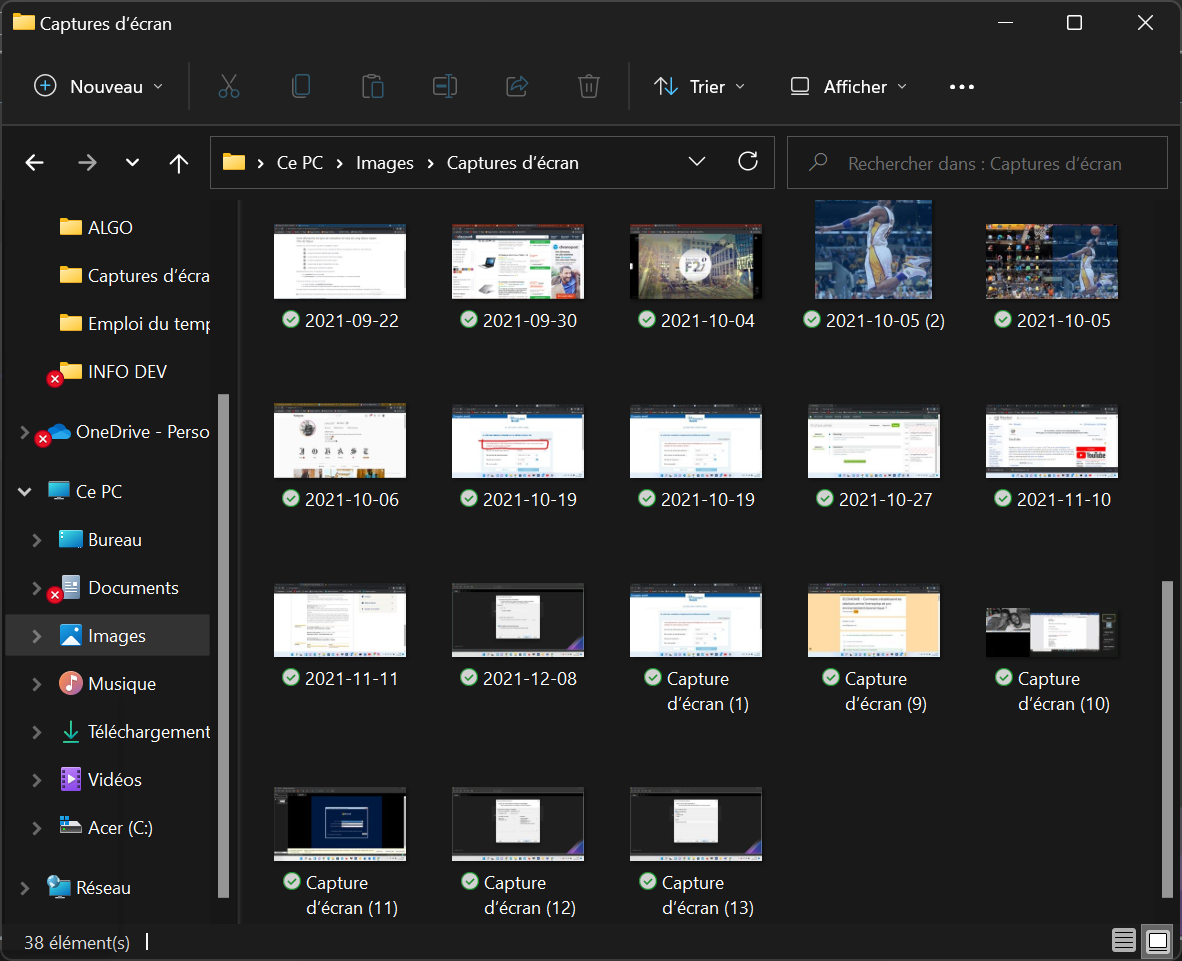 Captures d'écran
Nouveau
Trier
Afficher
Ce PC
Images
Captures d'écran
Rechercher dans : Captures d'écran
ALGO
Captures d'écra
Emploi du temp
INFO DEV
OneDrive - Perso
Ce PC
Bureau
Documents
Images
Musique
Téléchargement
Vidéos
Acer (C:)
Réseau
F2/
YouTube
2021-09-22
2021-09-30
2021-10-04
2021-10-05 (2)
2021-10-05
2021-10-06
2021-10-19
2021-10-19
2021-10-27
2021-11-10
2021-11-11
2021-12-08
Capture
d'écran (1)
Capture
d'écran (9)
Capture
d'écran (10)
Capture
d'écran (11)
Capture
d'écran (12)
Capture
d'écran (13)
38 élément(s)